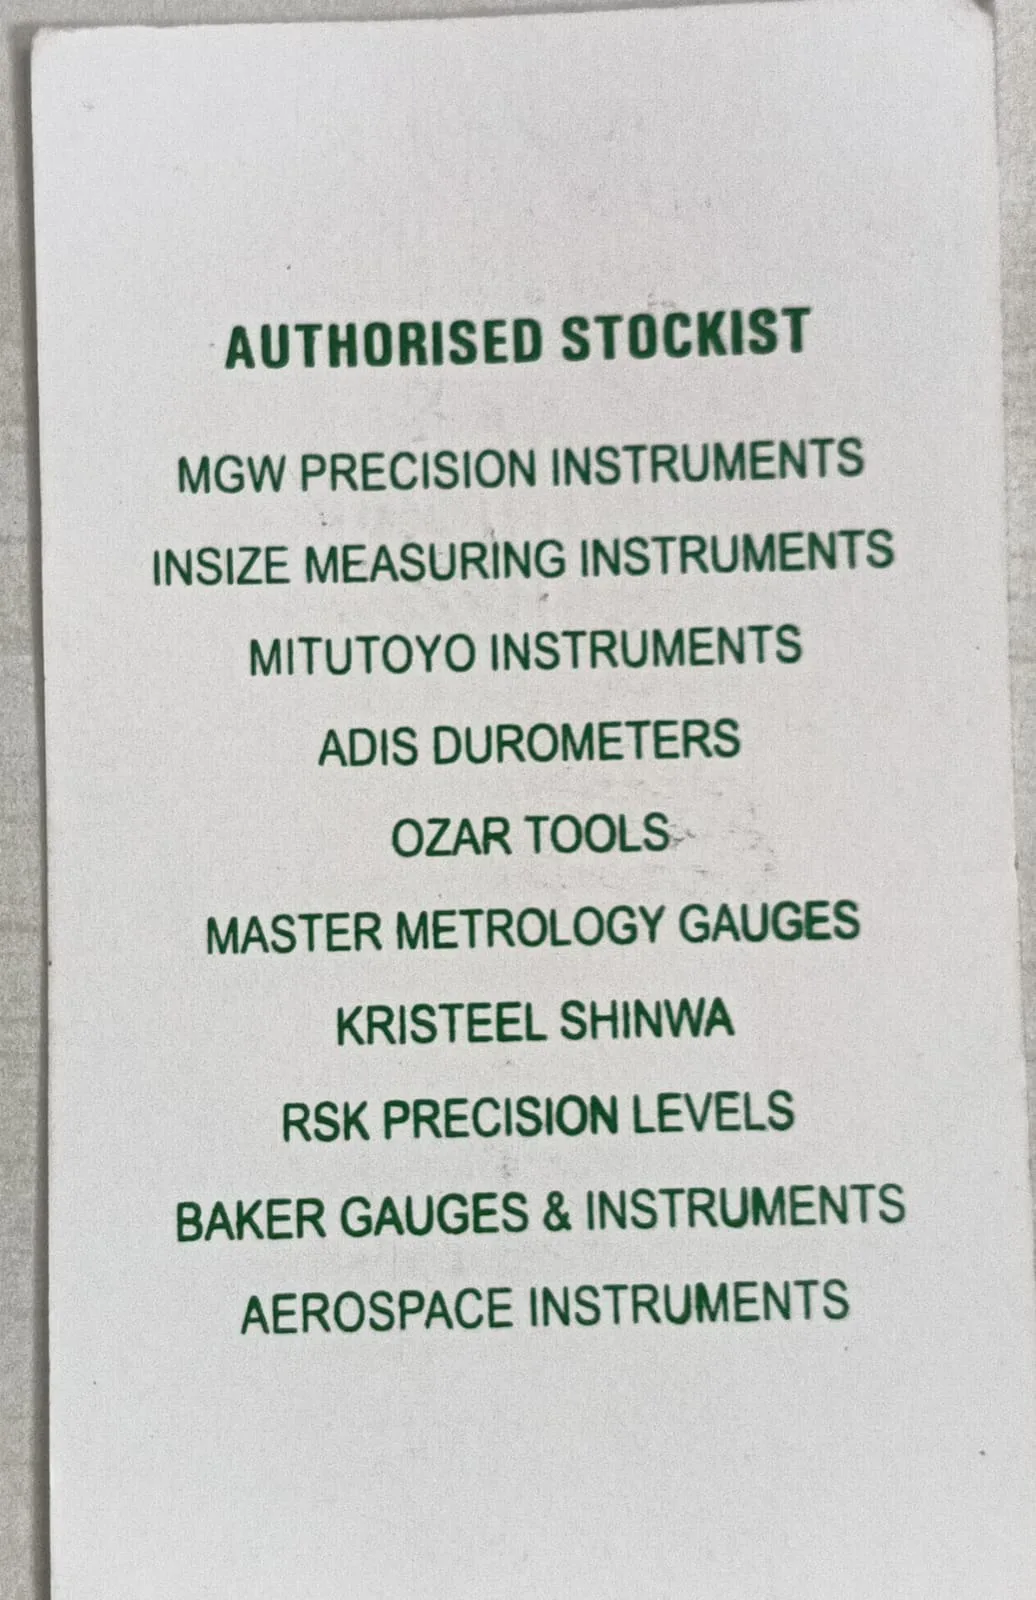 AUTHORISED STOCKIST
MGW PRECISION INSTRUMENTS
INSIZE MEASURING INSTRUMENTS
MITUTOYO INSTRUMENTS
ADIS DUROMETERS
OZAR TOOLS
MASTER METROLOGY GAUGES
KRISTEEL SHINWA
RSK PRECISION LEVELS
BAKER GAUGES & INSTRUMENTS
AEROSPACE INSTRUMENTS